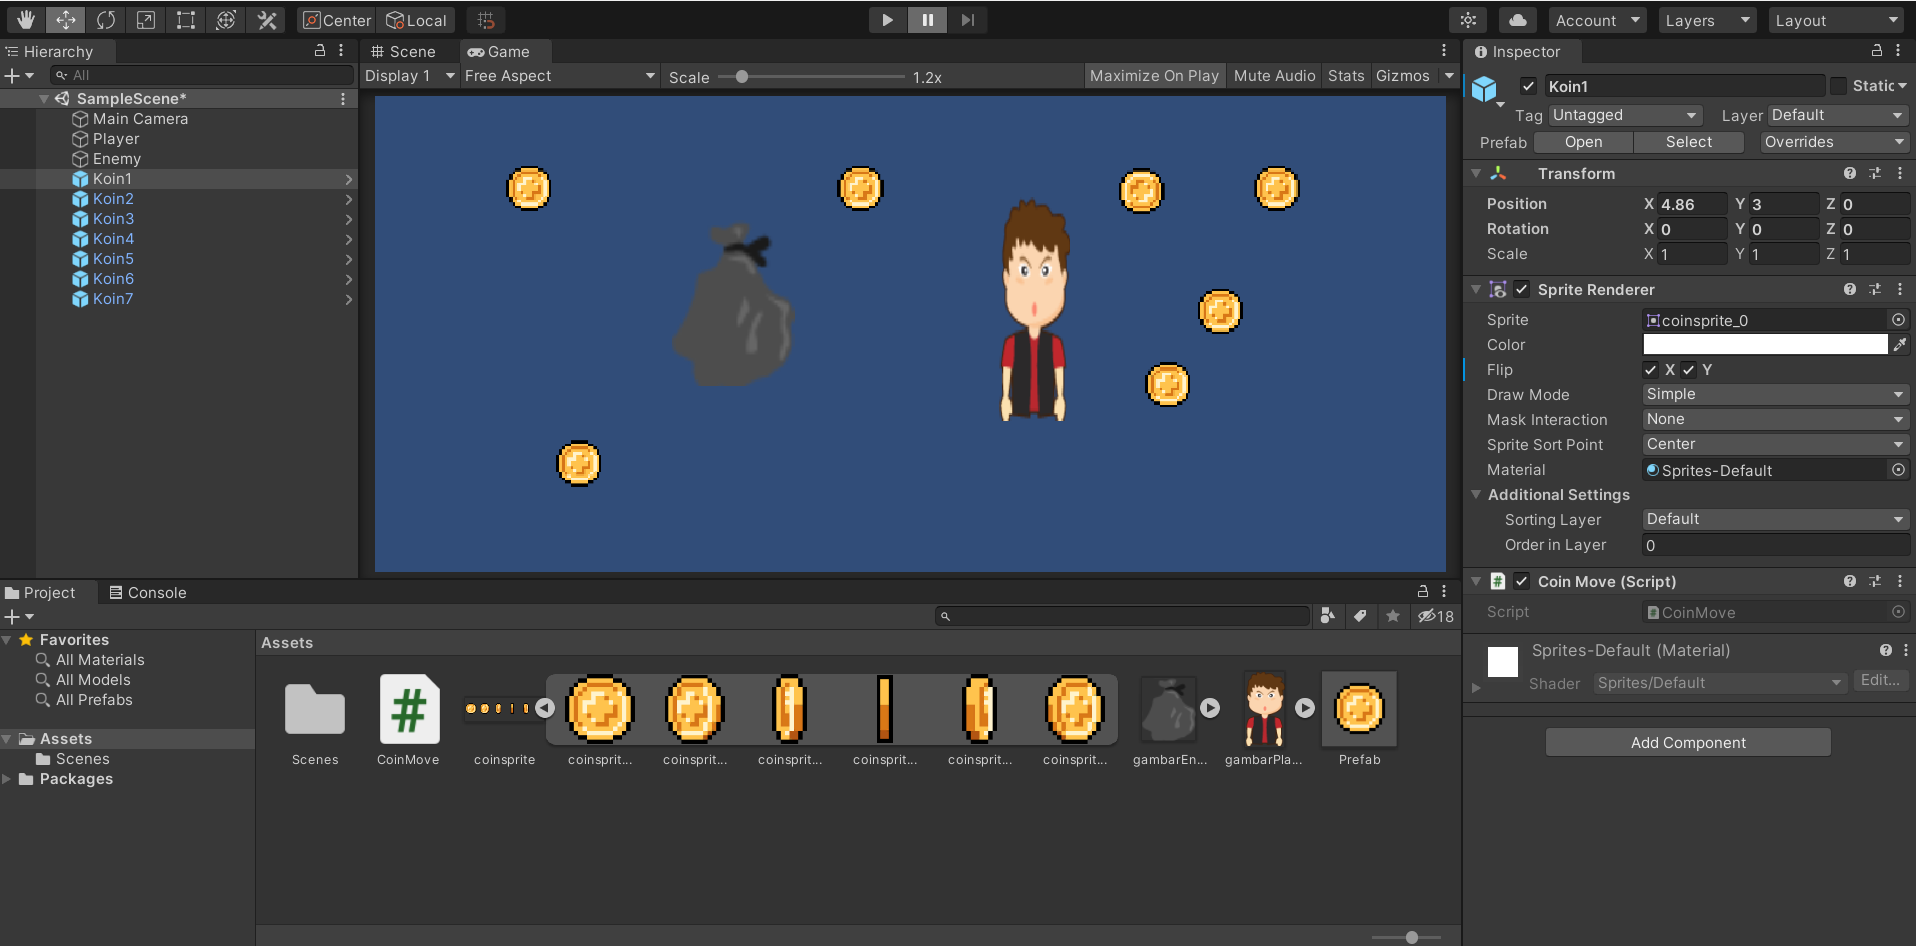 Center
Local
Account
Layers
Layout
Hierarchy
All
SampleScene*
Main Camera
Player
Enemy
Koin1
Koin2
Koin3
Koin4
Koin5
Koin6
Koin7
Scene
Game
Display 1
Free Aspect
Scale
1.2x
Maximize On Play
Mute Audio
Stats
Gizmos
Inspector
Koin1
Static
Tag Untagged
Layer Default
Prefab Open Select Overrides
Transform
Position X 4.86 Y 3 Z 0
Rotation X 0 Y 0 Z 0
Scale X 1 Y 1 Z 1
Sprite Renderer
Sprite coinsprite_0
Color
Flip X Y
Draw Mode Simple
Mask Interaction None
Sprite Sort Point Center
Material Sprites-Default
Additional Settings
Sorting Layer Default
Order in Layer 0
# Coin Move (Script)
Script # CoinMove
Sprites-Default (Material)
Shader Sprites/Default Edit...
Add Component
Project
Console
18
Favorites
All Materials
All Models
All Prefabs
Assets
Scenes
Packages
Assets
#
Scenes
CoinMove
coinsprite
coinsprit...
coinsprit...
coinsprit...
coinsprit...
coinsprit...
coinsprit...
gambarEn...
gambarPla...
Prefab